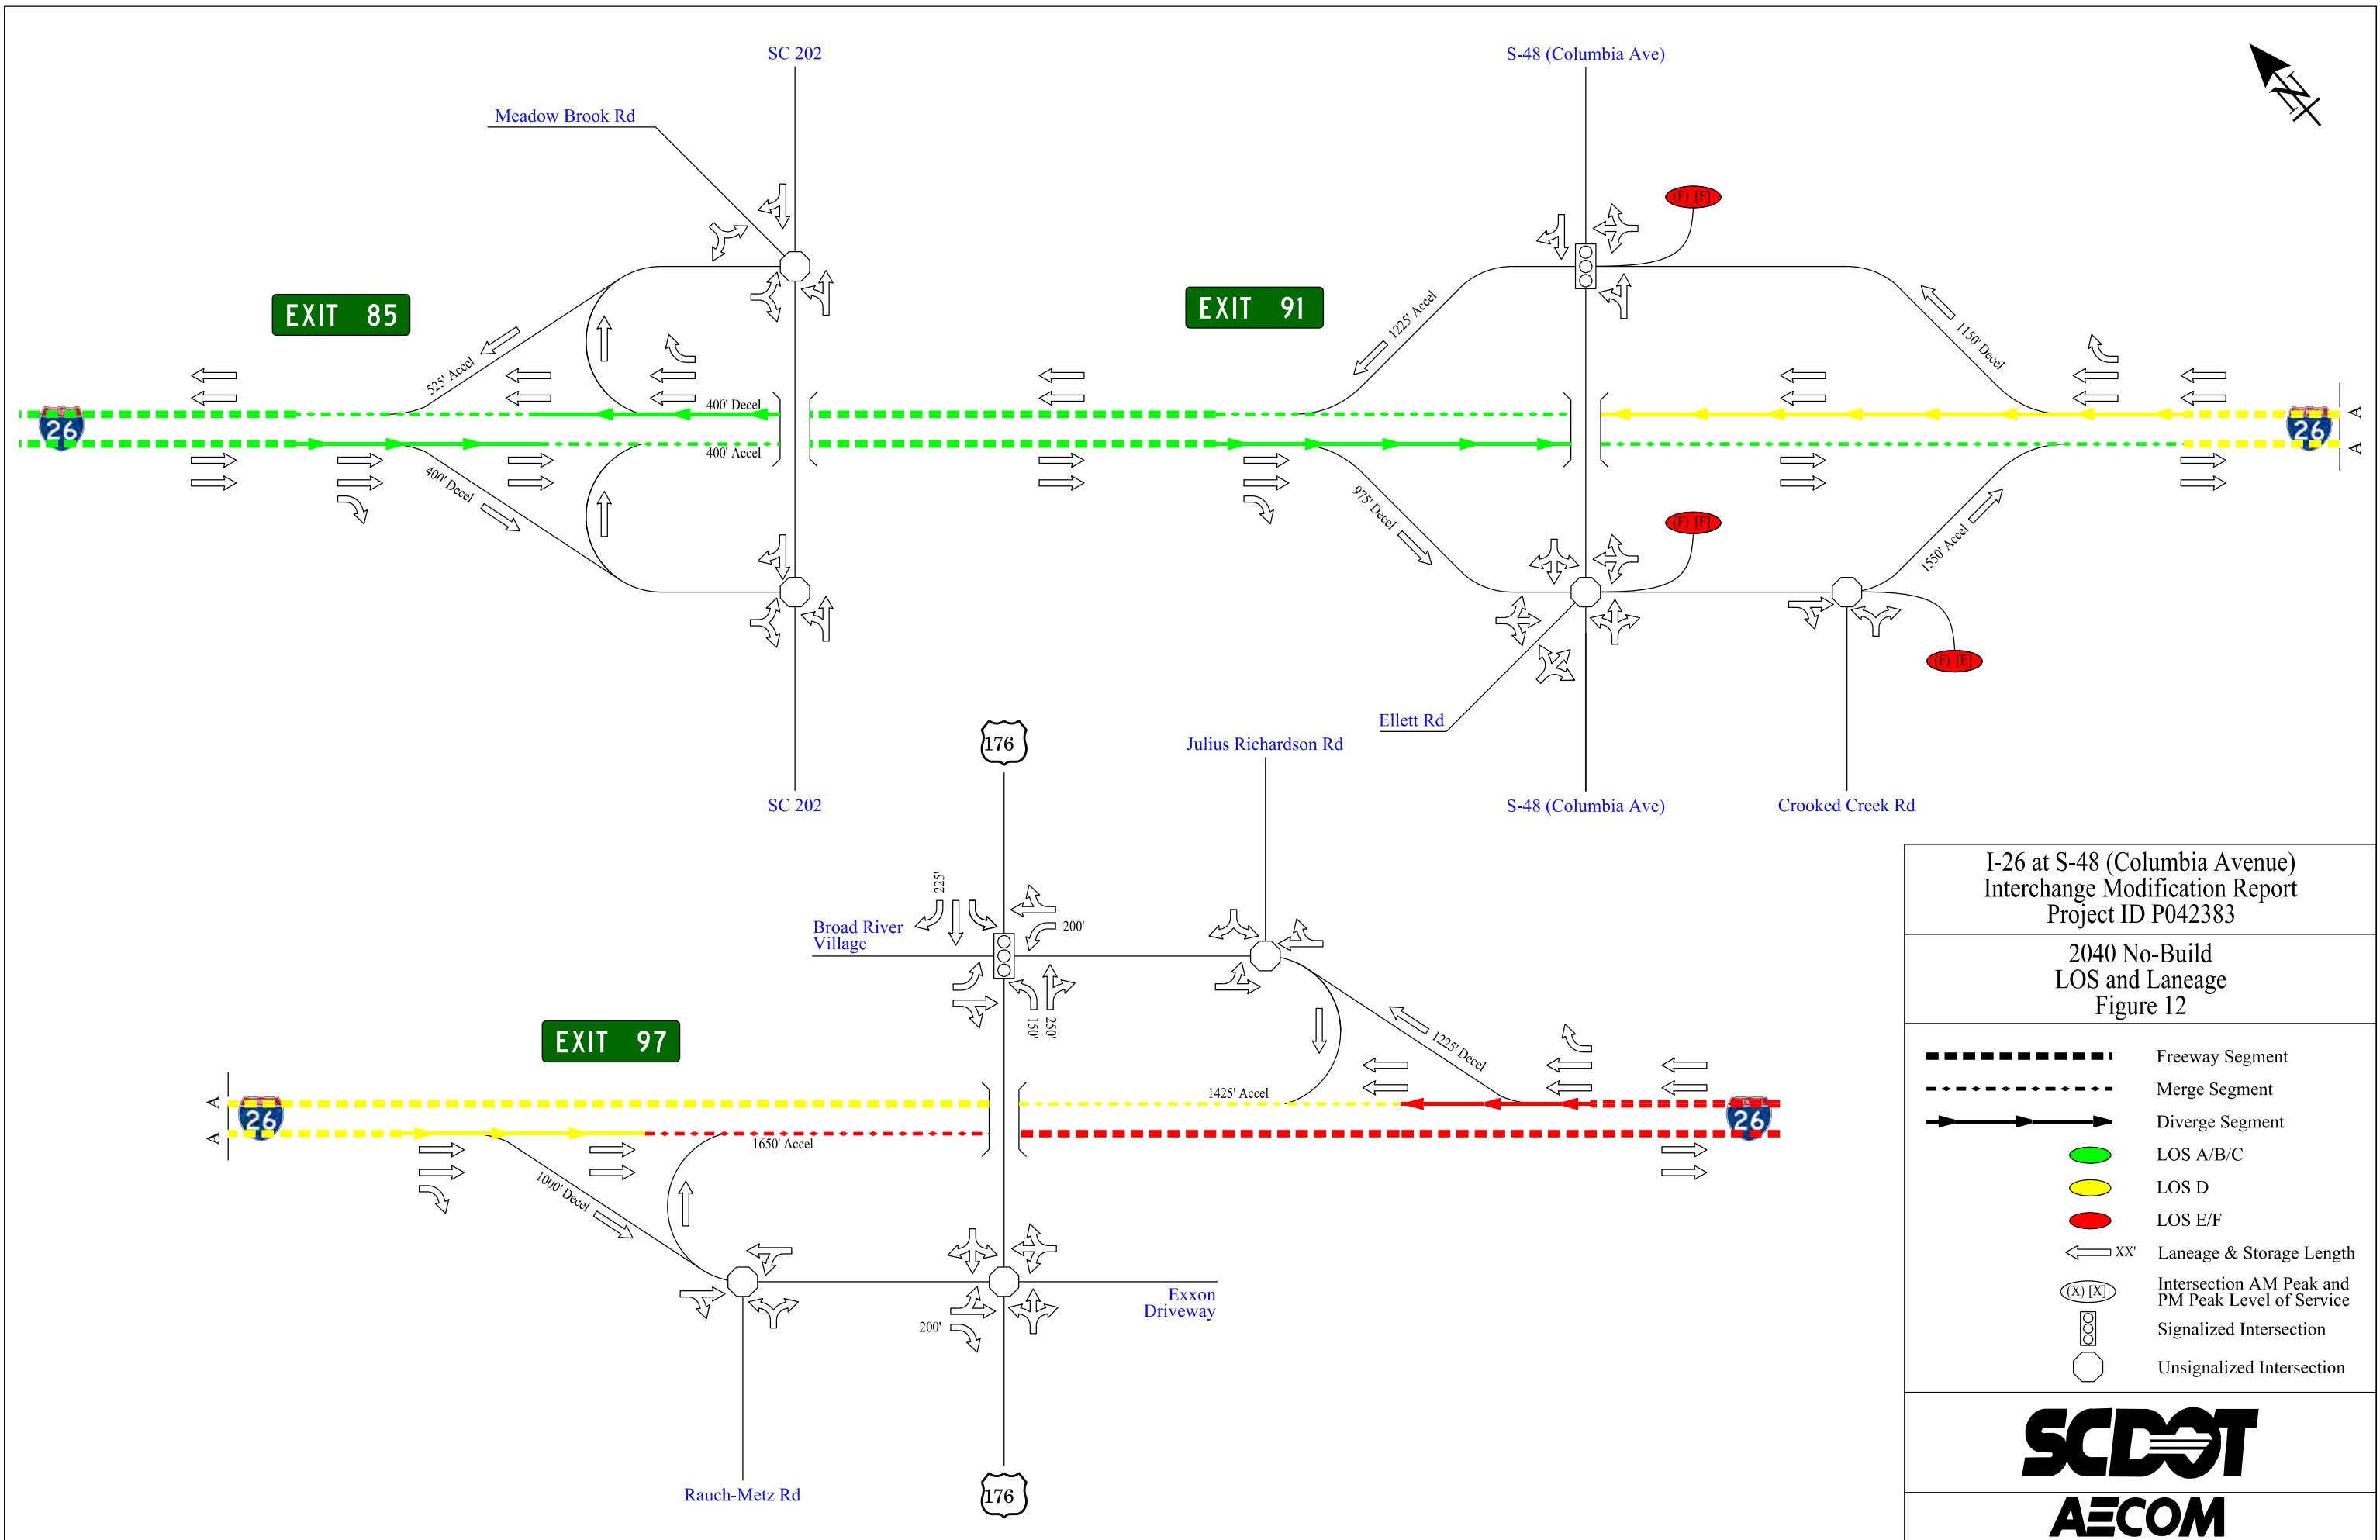 SC 202
S-48 (Columbia Ave)
N
Meadow Brook Rd
(F) [F]
EXIT 85
EXIT 91
525' Accel
1225' Accel
1150' Decel
400' Decel
26
26
A
A
400' Accel
400' Decel
975' Decel
1550' Accel
(F) [F]
(F) [E]
Ellett Rd
SC 202
S-48 (Columbia Ave)
Crooked Creek Rd
176
Julius Richardson Rd
225'
Broad River
Village
200'
150'
250'
EXIT 97
1225' Decel
1425' Accel
A
A
26
26
1650' Accel
1000' Decel
200'
Exxon
Driveway
Rauch-Metz Rd
176
I-26 at S-48 (Columbia Avenue)
Interchange Modification Report
Project ID P042383
2040 No-Build
LOS and Laneage
Figure 12
Freeway Segment
Merge Segment
Diverge Segment
LOS A/B/C
LOS D
LOS E/F
XX' Laneage & Storage Length
(X) [X] Intersection AM Peak and
PM Peak Level of Service
Signalized Intersection
Unsignalized Intersection
SCDOT
AECOM